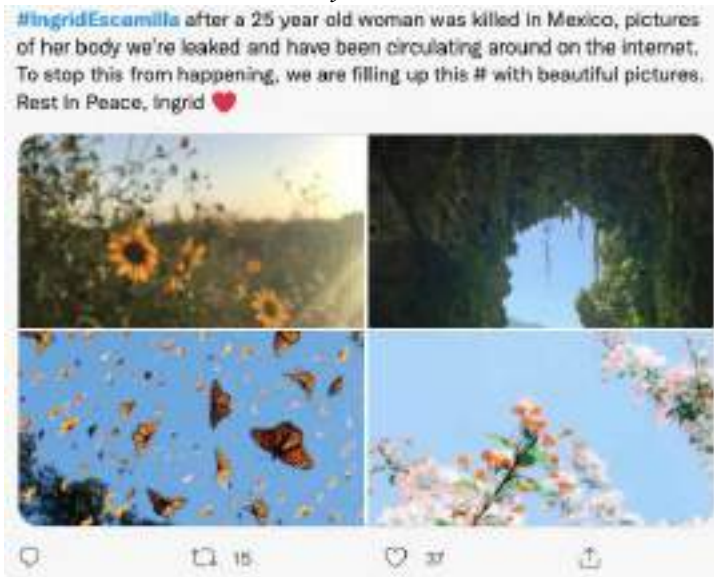 #IngridEscamilla after a 25 year old woman was killed in Mexico, pictures
of her body we're leaked and have been circulating around on the internet.
To stop this from happening, we are filling up this # with beautiful pictures.
Rest In Peace, Ingrid ❤️
15
37